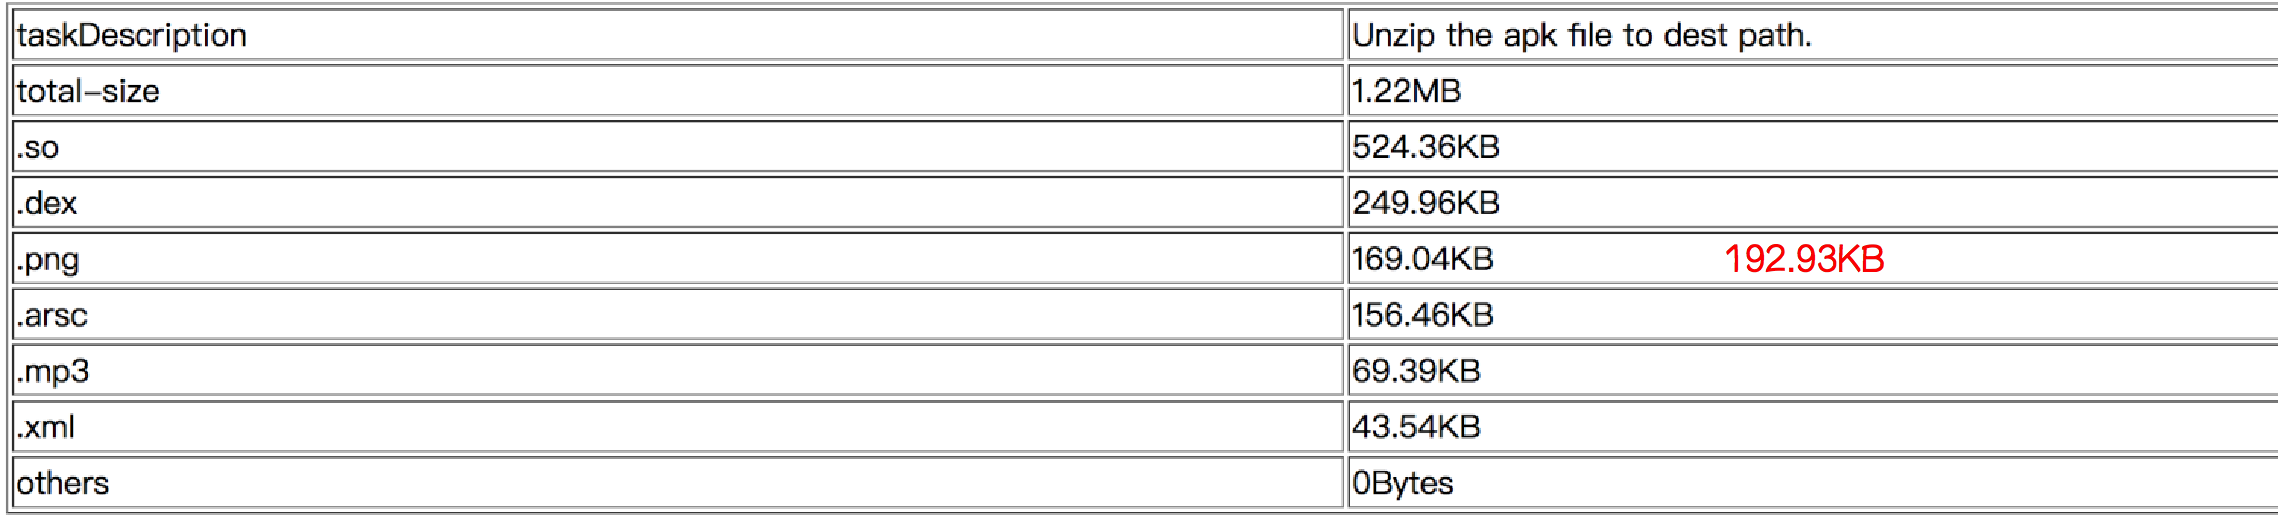 taskDescription Unzip the apk file to dest path.
total-size 1.22MB
.so 524.36KB
.dex 249.96KB
.png 169.04KB 192.93KB
.arsc 156.46KB
.mp3 69.39KB
.xml 43.54KB
others 0Bytes